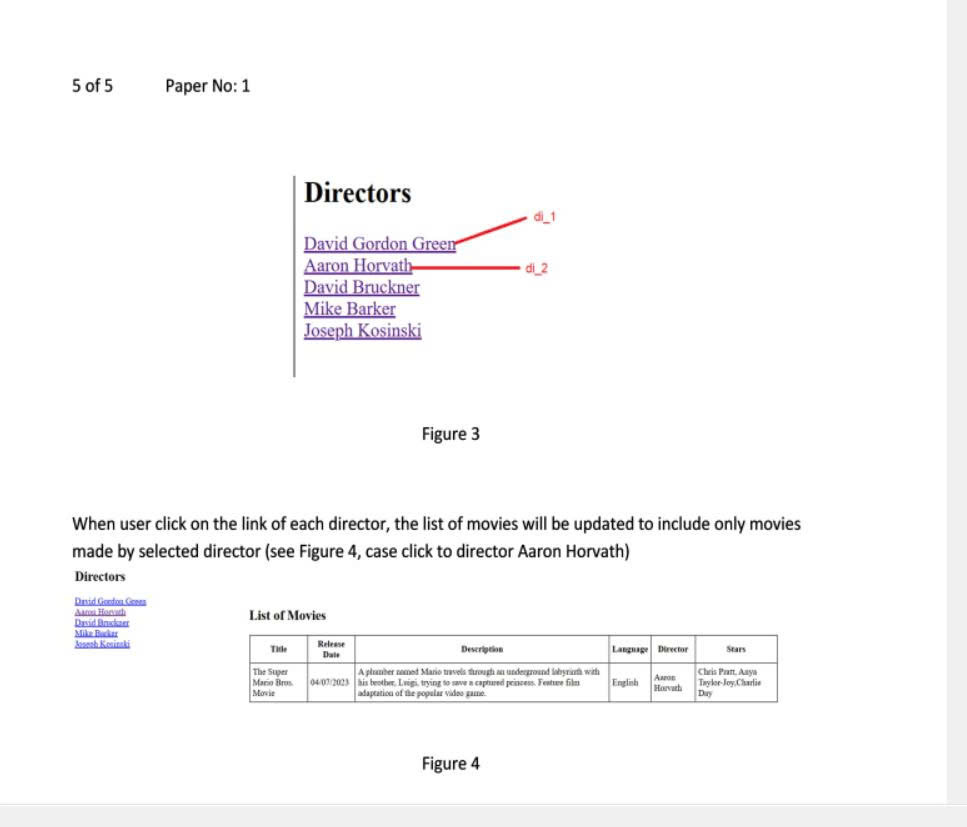 5 of 5 Paper No: 1
Directors
di_1
David Gordon Green
Aaron Horvath
di_2
David Bruckner
Mike Barker
Joseph Kosinski
Figure 3
When user click on the link of each director, the list of movies will be updated to include only movies
made by selected director (see Figure 4, case click to director Aaron Horvath)
Directors
David Gordon Green
Aaron Horvath
David Bruckner
Mike Barker
Joseph Kosinski
List of Movies
Title Release Date Description Language Director Stars
The Super Mario Bros. Movie 04/07/2023 A plumber named Mario travels through an underground labyrinth with his brother, Luigi, trying to save a captured princess. Feature film adaptation of the popular video game. English Aaron Horvath Chris Pratt, Anya Taylor-Joy,Charlie Day
Figure 4